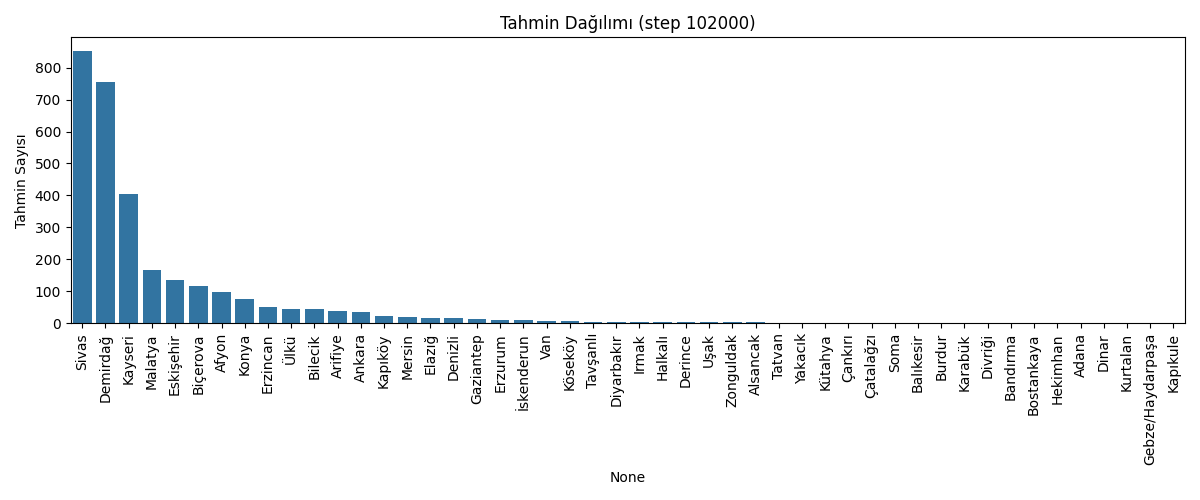 Tahmin Dağılımı (step 102000)
Tahmin Sayısı
800
700
600
500
400
300
200
100
0
Sivas
Demirdağ
Kayseri
Malatya
Eskişehir
Biçerova
Afyon
Konya
Erzincan
Ülkü
Bilecik
Arifiye
Ankara
Kapıköy
Mersin
Elazığ
Denizli
Gaziantep
Erzurum
İskenderun
Van
Köseköy
Tavşanlı
Diyarbakır
Irmak
Halkalı
Derince
Uşak
Zonguldak
Alsancak
Tatvan
Yakacık
Kütahya
Çankırı
Çatalağzı
Soma
Balıkesir
Burdur
Karabük
Divriği
Bandırma
Bostankaya
Hekimhan
Adana
Dinar
Kurtalan
Gebze/Haydarpaşa
Kapıkule
None